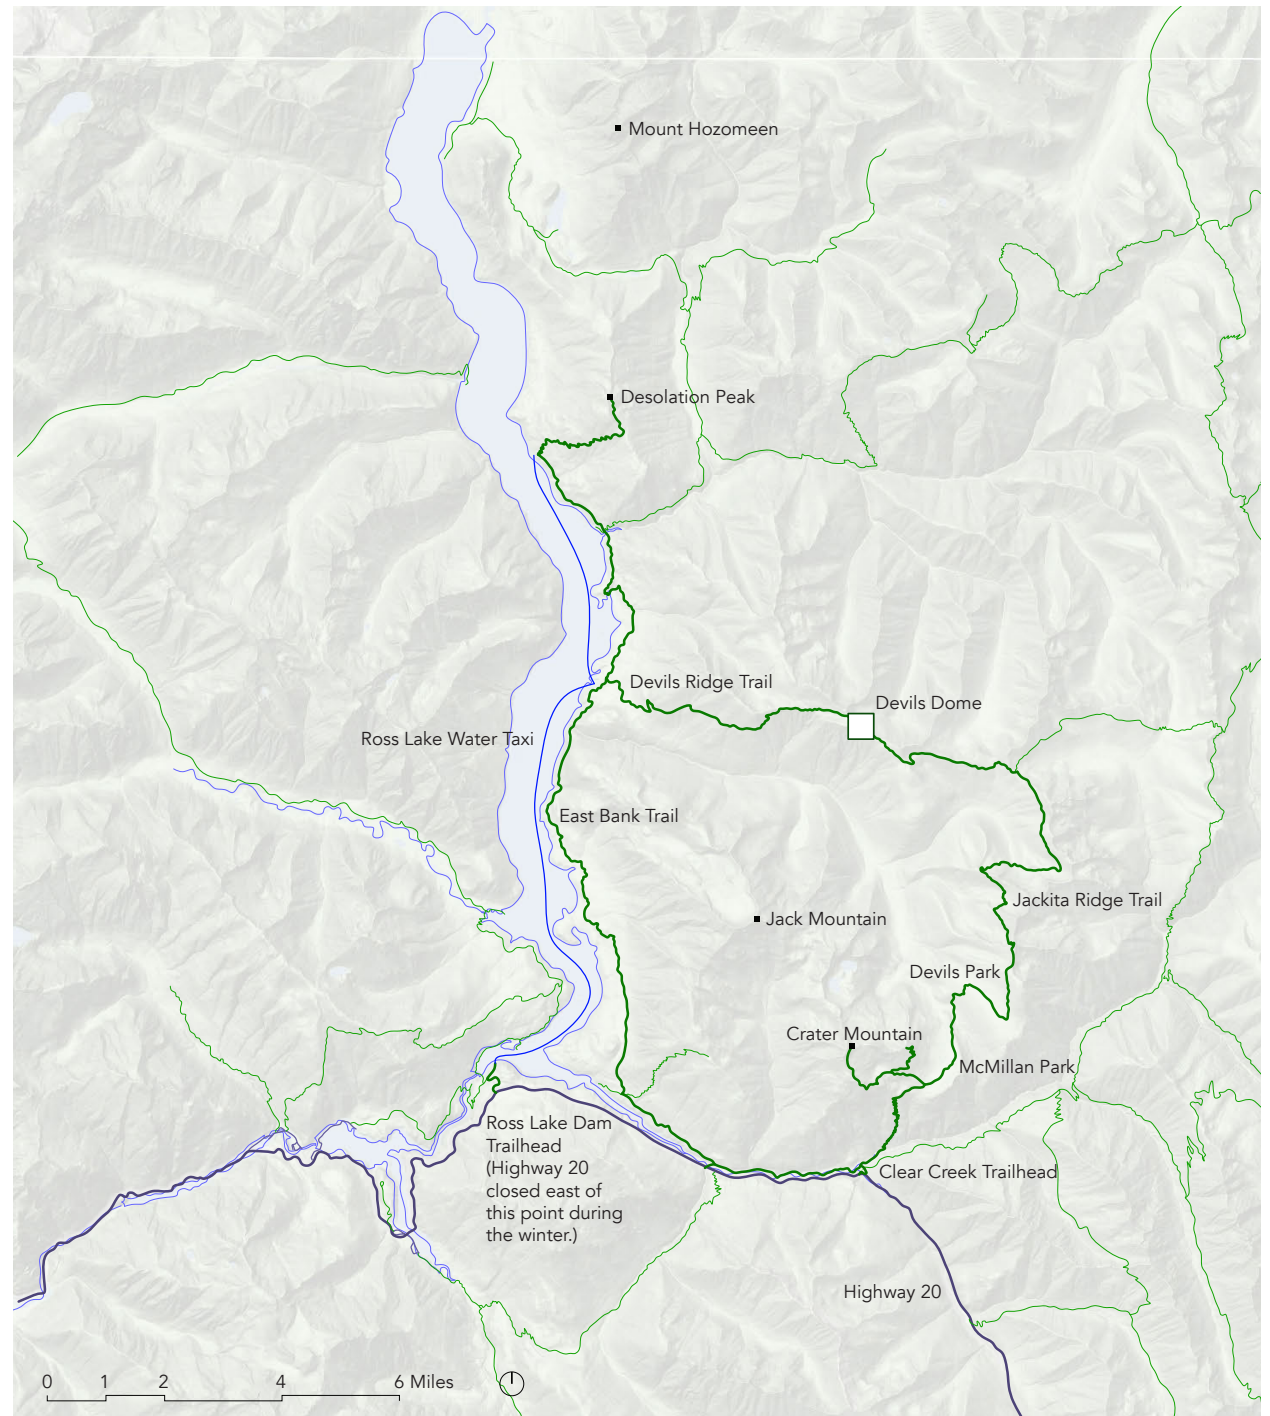 Mount Hozomeen
Desolation Peak
Devils Ridge Trail
Devils Dome
Ross Lake Water Taxi
East Bank Trail
Jackita Ridge Trail
Jack Mountain
Devils Park
Crater Mountain
McMillan Park
Ross Lake Dam
Trailhead
(Highway 20
closed east of
this point during
the winter.)
Clear Creek Trailhead
Highway 20
0 1 2 4 6 Miles